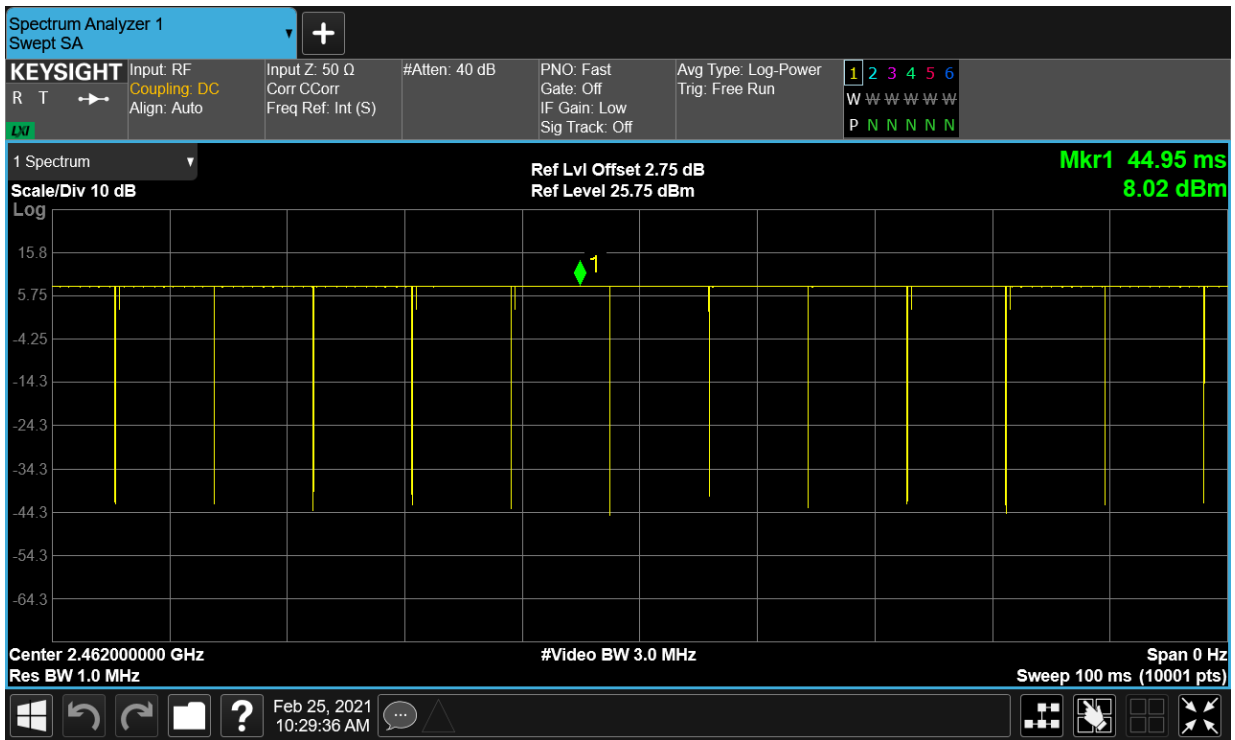 Spectrum Analyzer 1
Swept SA
KEYSIGHT
R T
LXI
Input: RF
Coupling: DC
Align: Auto
Input Z: 50 Ω
Corr CCorr
Freq Ref: Int (S)
#Atten: 40 dB
PNO: Fast
Gate: Off
IF Gain: Low
Sig Track: Off
Avg Type: Log-Power
Trig: Free Run
1 2 3 4 5 6
W W W W W W
P N N N N N
1 Spectrum
Scale/Div 10 dB
Log
Ref Lvl Offset 2.75 dB
Ref Level 25.75 dBm
Mkr1 44.95 ms
8.02 dBm
15.8
5.75
-4.25
-14.3
-24.3
-34.3
-44.3
-54.3
-64.3
1
Center 2.462000000 GHz
Res BW 1.0 MHz
#Video BW 3.0 MHz
Span 0 Hz
Sweep 100 ms (10001 pts)
?
Feb 25, 2021
10:29:36 AM